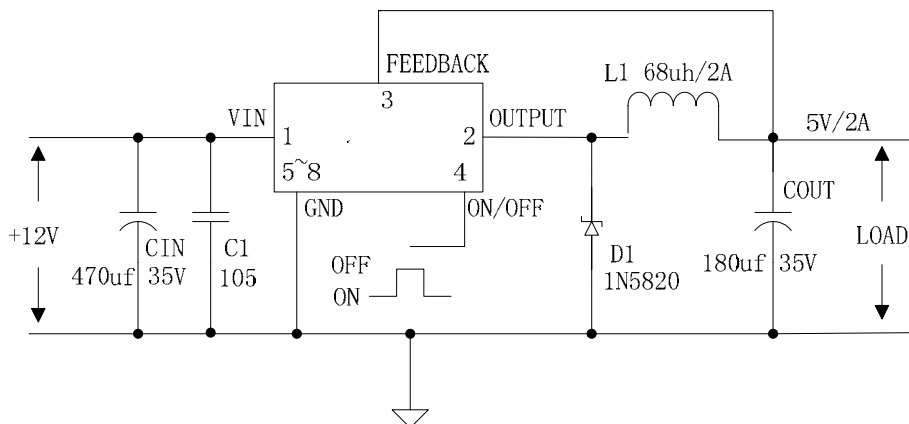 FEEDBACK
L1 68uh/2A
3
VIN
OUTPUT
5V/2A
1
2
5~8
4
GND
ON/OFF
COUT
+12V
CIN
C1
OFF
D1
LOAD
470uf 35V
105
ON
1N5820
180uf 35V